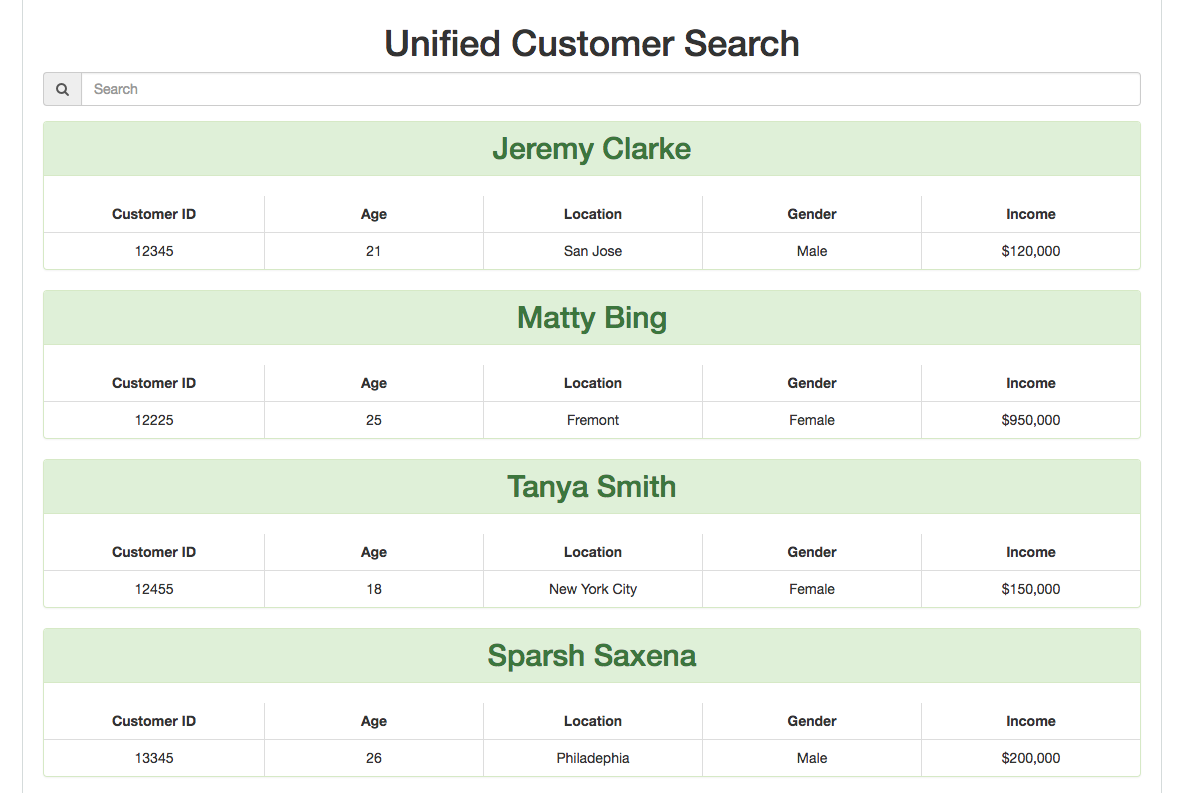 Unified Customer Search
Search
Jeremy Clarke
Customer ID Age Location Gender Income
12345 21 San Jose Male $120,000
Matty Bing
Customer ID Age Location Gender Income
12225 25 Fremont Female $950,000
Tanya Smith
Customer ID Age Location Gender Income
12455 18 New York City Female $150,000
Sparsh Saxena
Customer ID Age Location Gender Income
13345 26 Philadephia Male $200,000